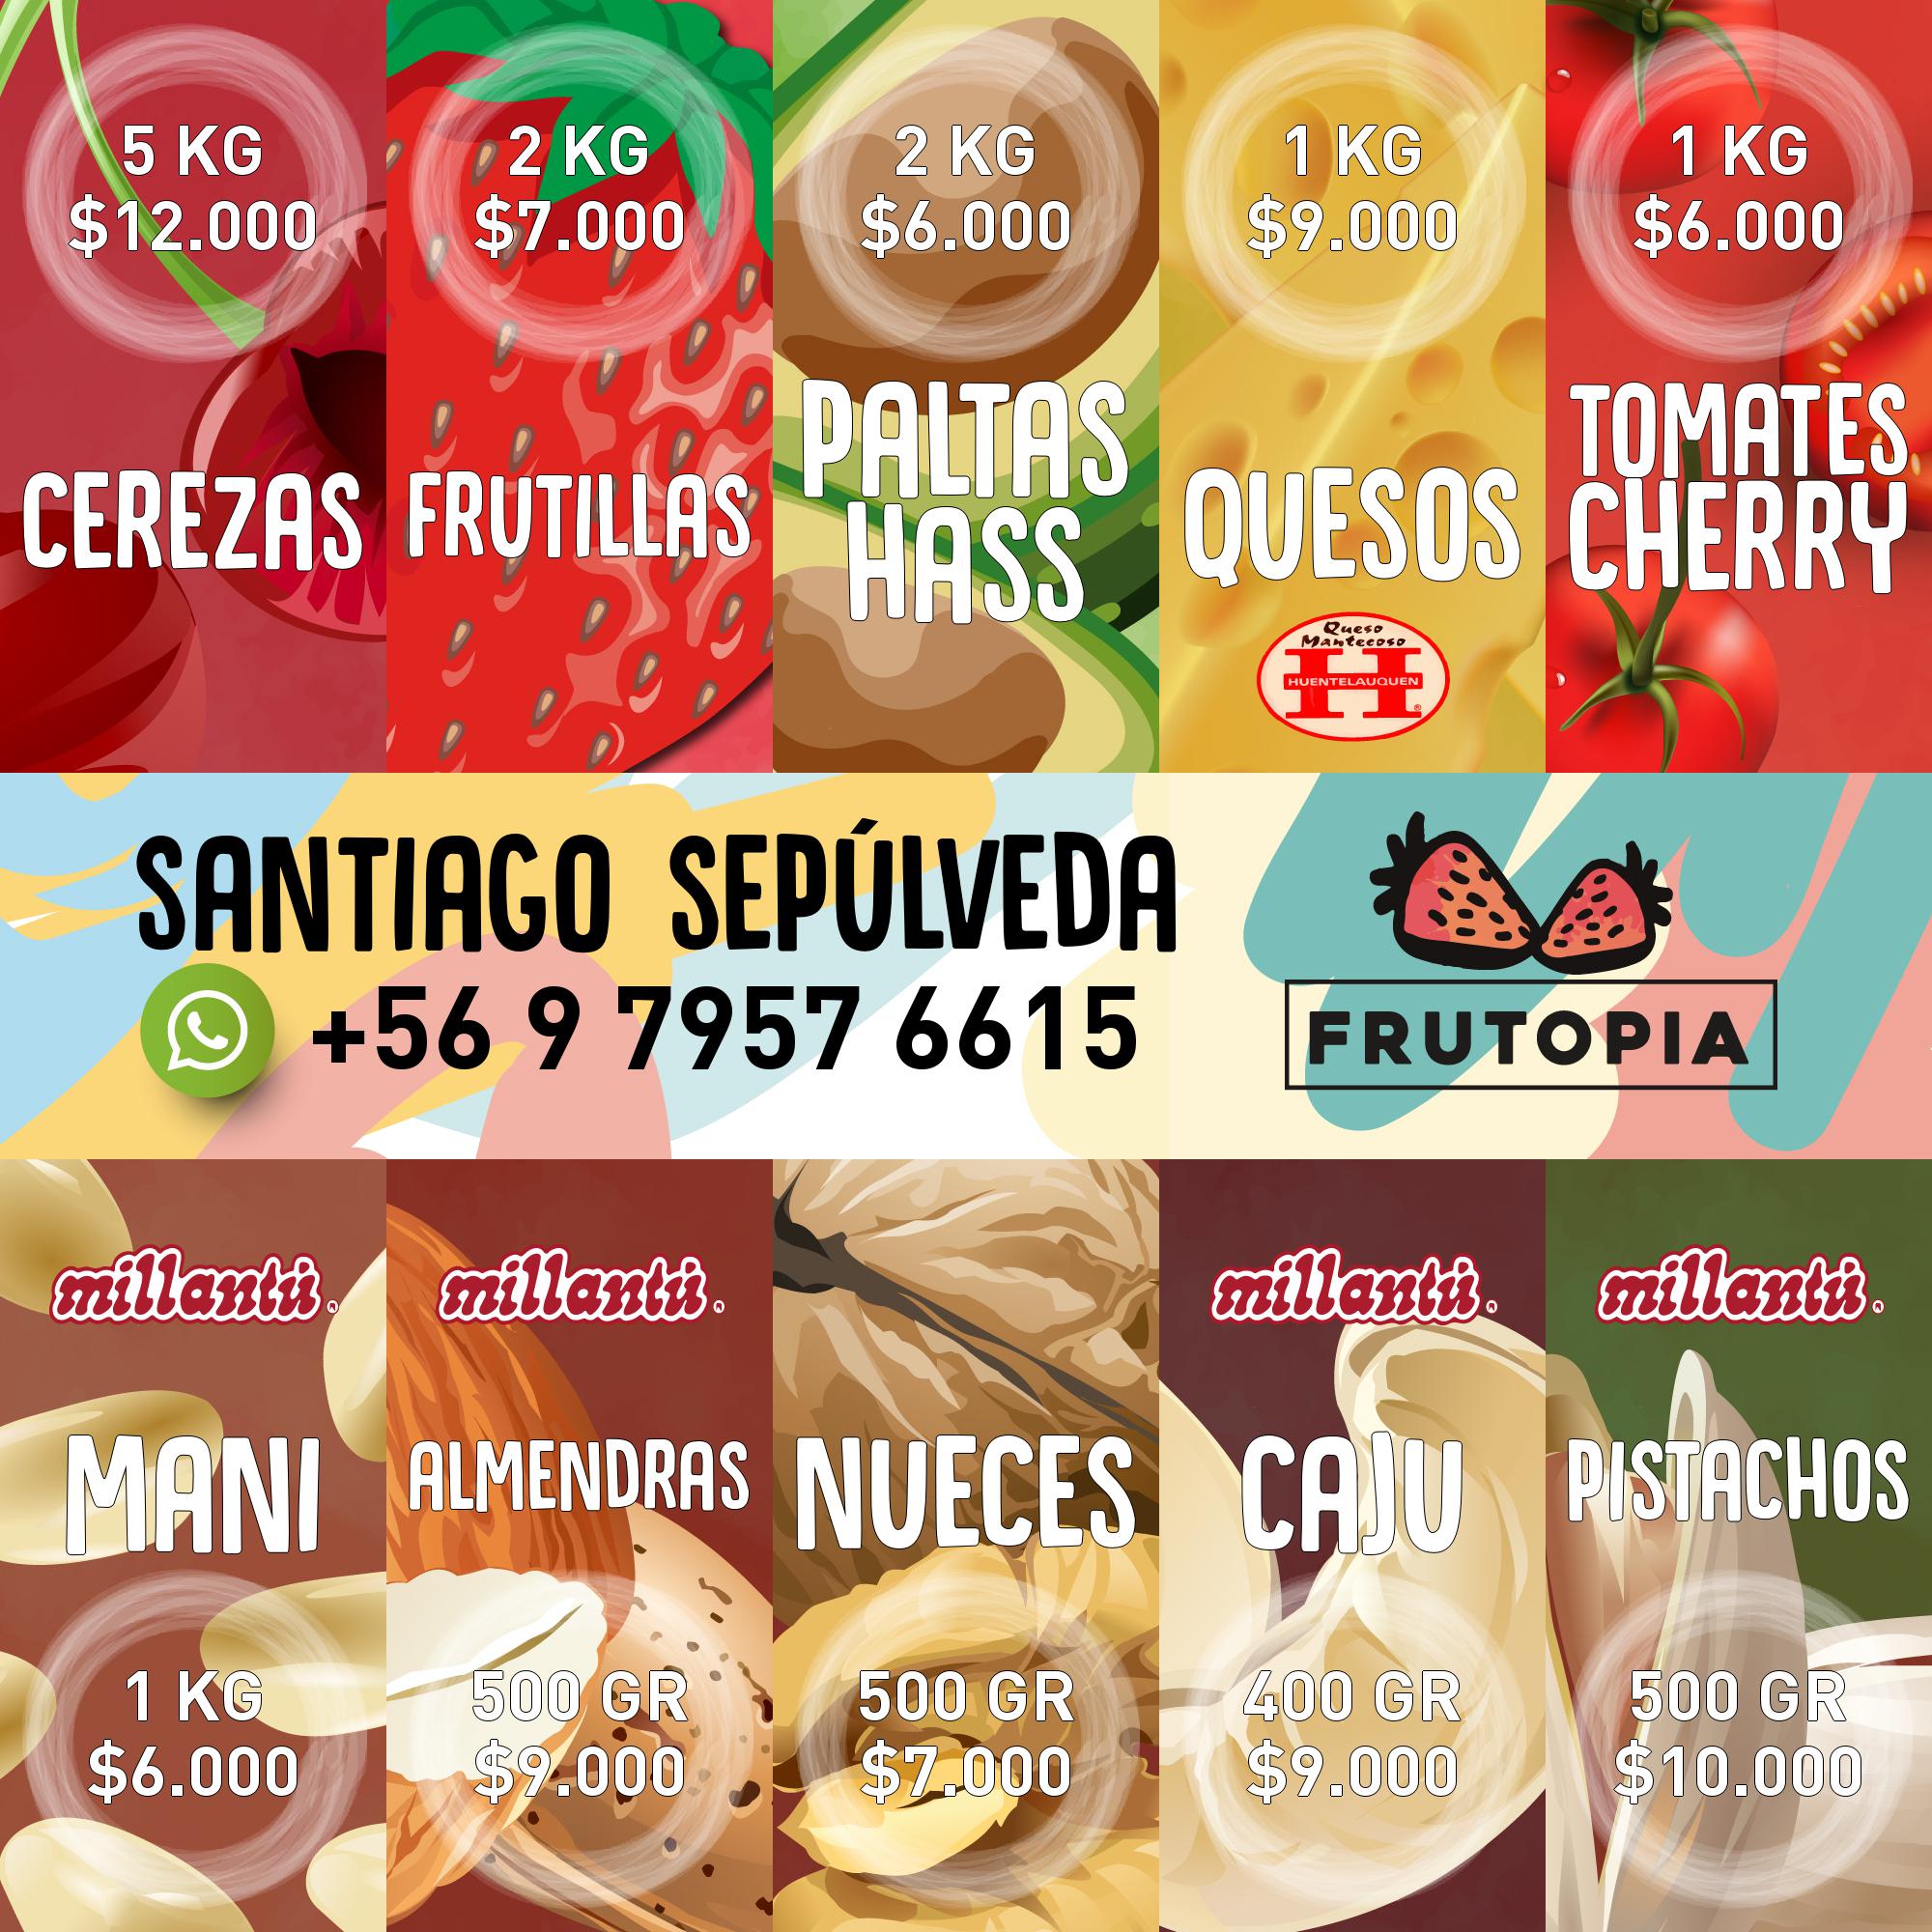 5 KG
$12.000
CEREZAS
2 KG
$7.000
FRUTILLAS
2 KG
$6.000
PALTAS
HASS
1 KG
$9.000
QUESOS
Queso
Mantecoso
H
HUENTELAUQUEN
®
1 KG
$6.000
TOMATES
CHERRY
SANTIAGO SEPÚLVEDA
+56 9 7957 6615
FRUTOPIA
millantú
MANI
1 KG
$6.000
millantú
ALMENDRAS
500 GR
$9.000
NUECES
500 GR
$7.000
millantú
CAJU
400 GR
$9.000
millantú
PISTACHOS
500 GR
$10.000